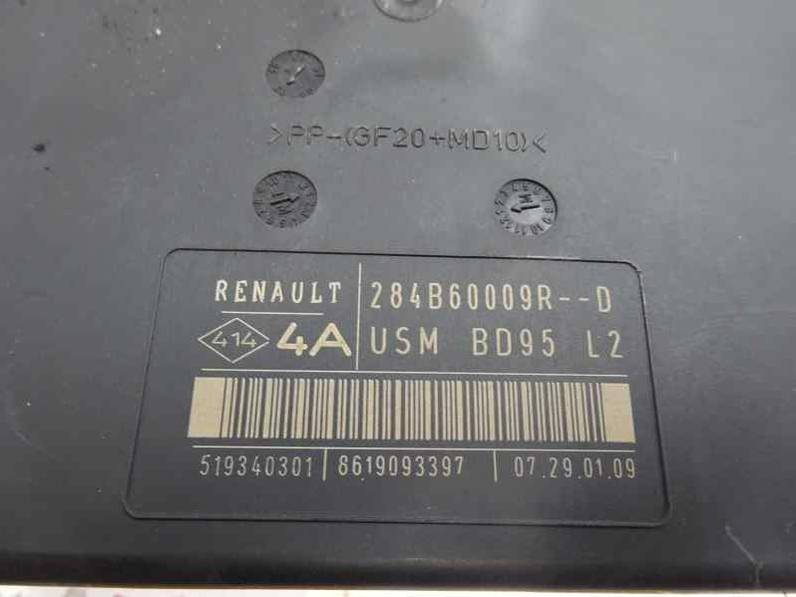 >PP-(GF20+MD10)<
RENAULT 284B60009R--D
414 4A USM BD95 L2
519340301 8619093397 07.29.01.09